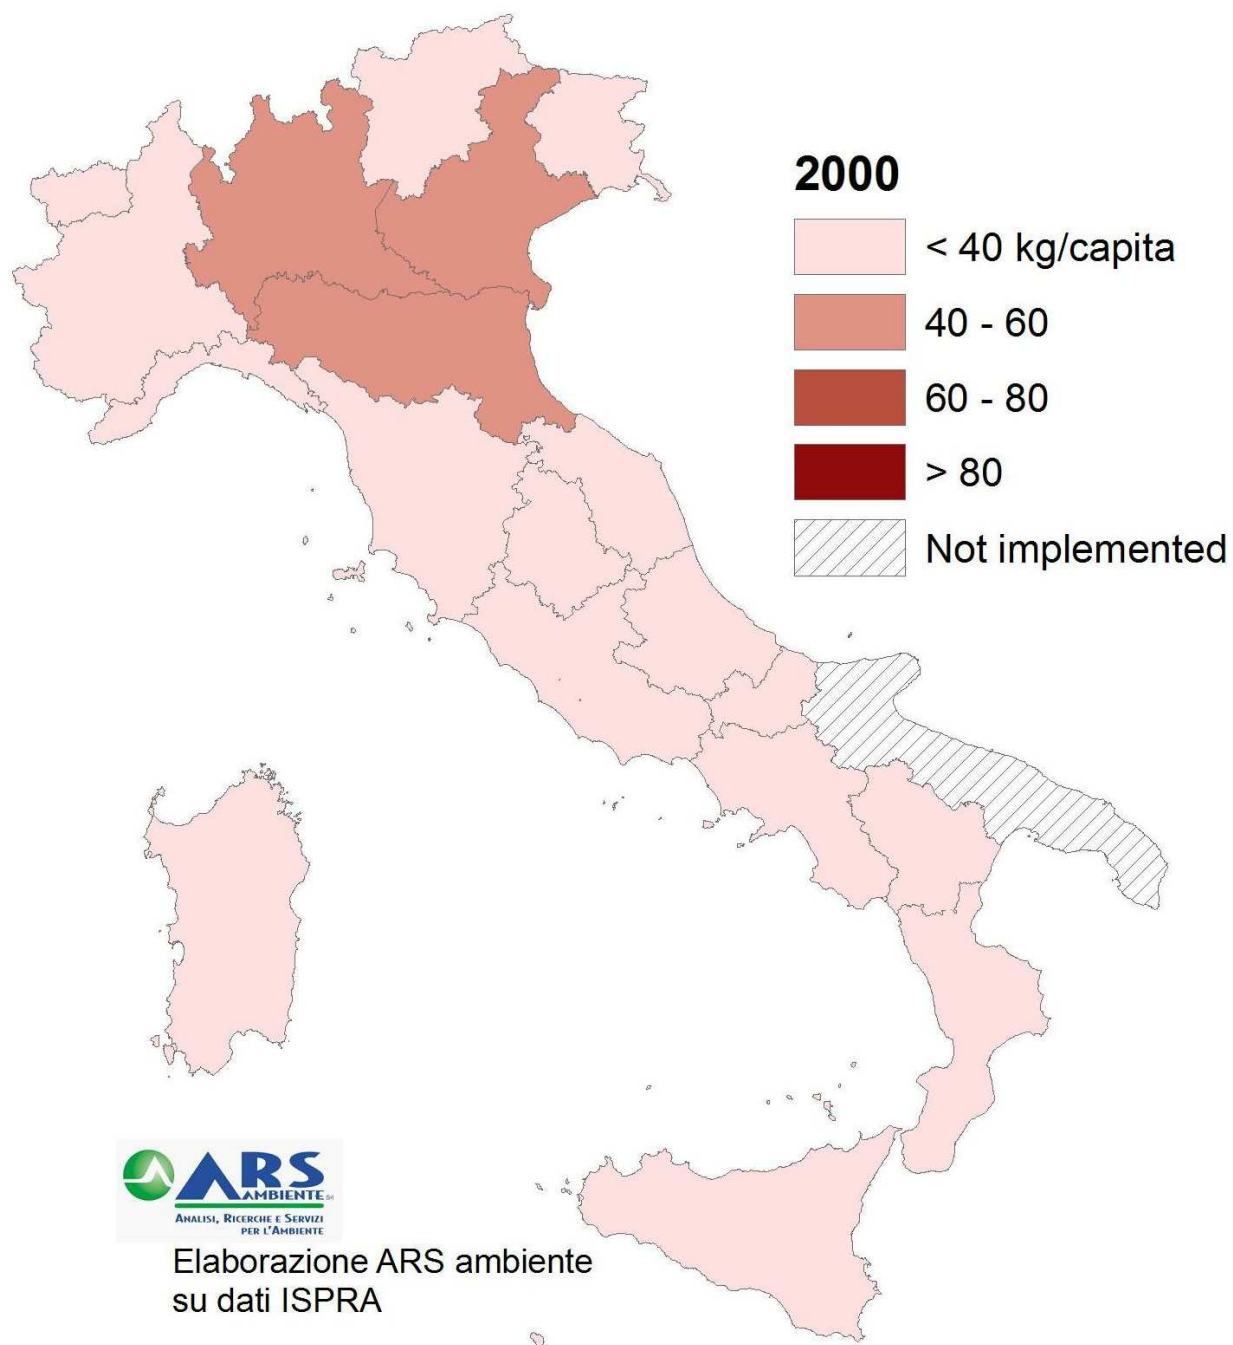 2000
< 40 kg/capita
40 - 60
60 - 80
> 80
Not implemented
ARS
AMBIENTE
ANALISI, RICERCHE E SERVIZI
PER L'AMBIENTE
Elaborazione ARS ambiente
su dati ISPRA